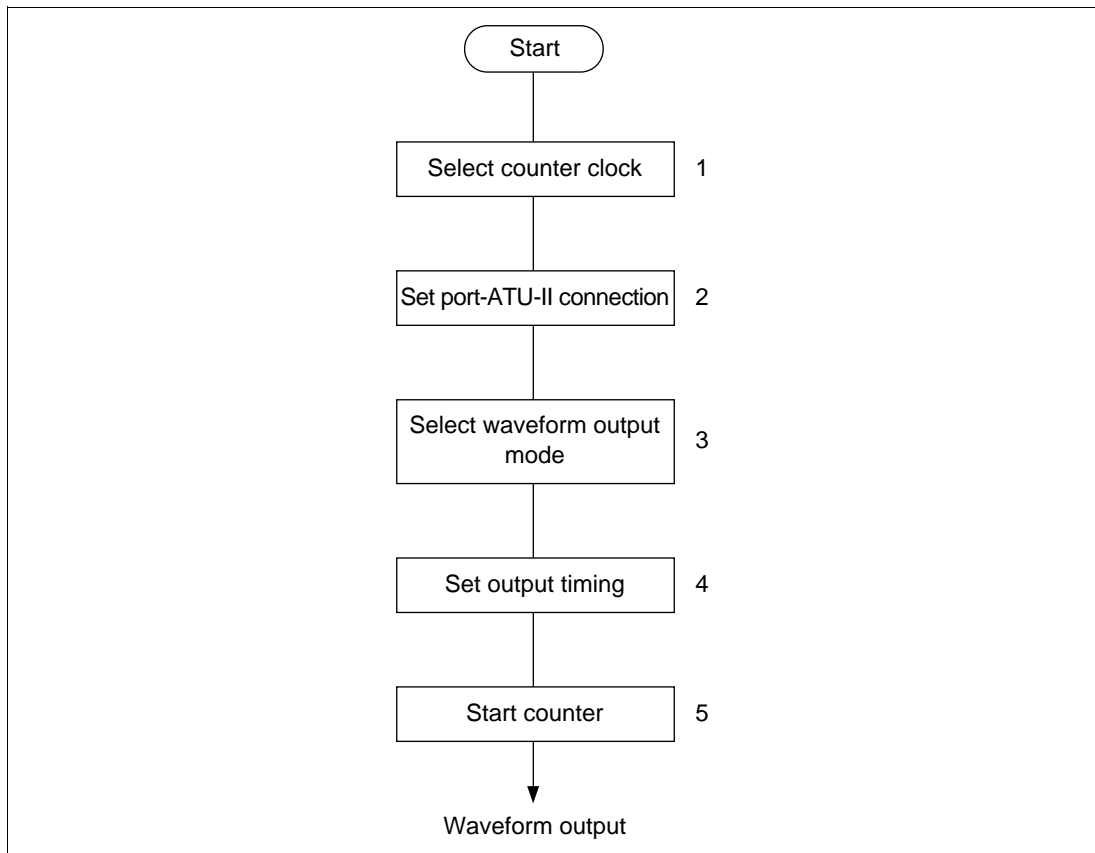 Start
Select counter clock 1
Set port-ATU-II connection 2
Select waveform output
mode 3
Set output timing 4
Start counter 5
Waveform output